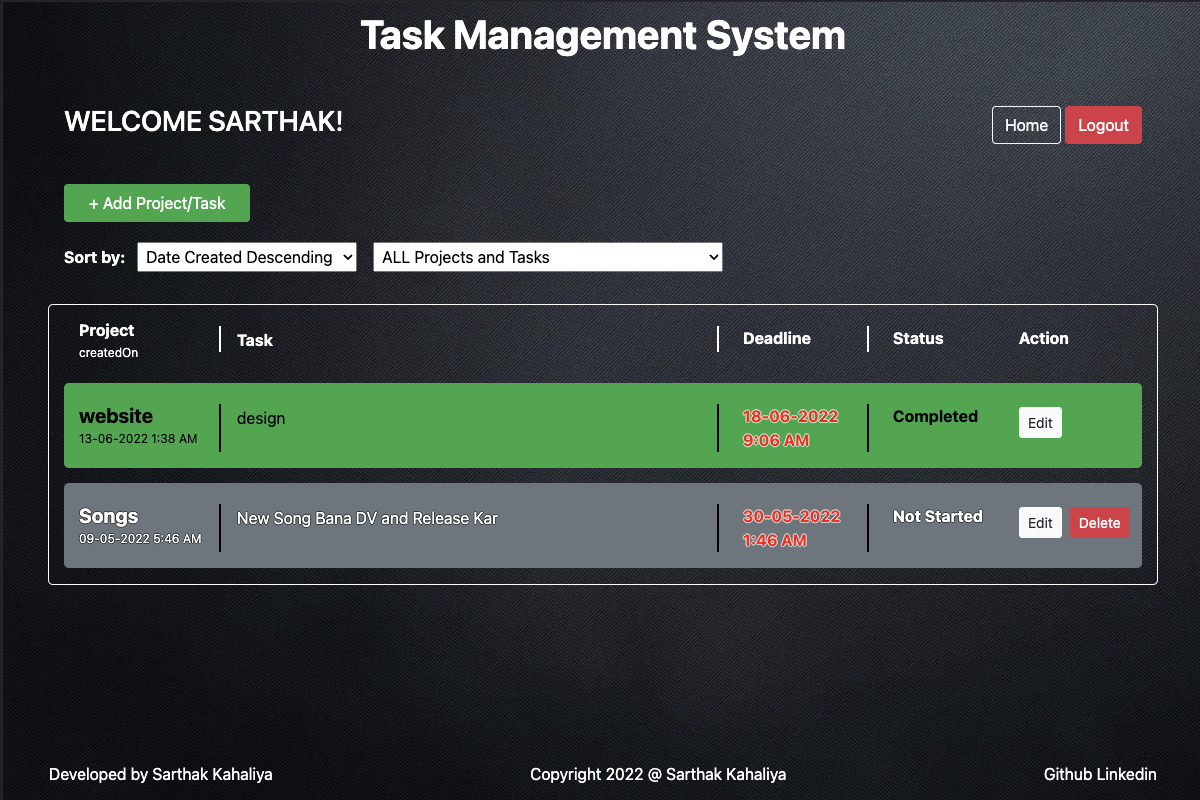 Task Management System
WELCOME SARTHAK!
Home Logout
+ Add Project/Task
Sort by: Date Created Descending ALL Projects and Tasks
Project Task Deadline Status Action
createdOn
website design 18-06-2022 Completed Edit
13-06-2022 1:38 AM 9:06 AM
Songs New Song Bana DV and Release Kar 30-05-2022 Not Started Edit Delete
09-05-2022 5:46 AM 1:46 AM
Developed by Sarthak Kahaliya Copyright 2022 @ Sarthak Kahaliya Github Linkedin